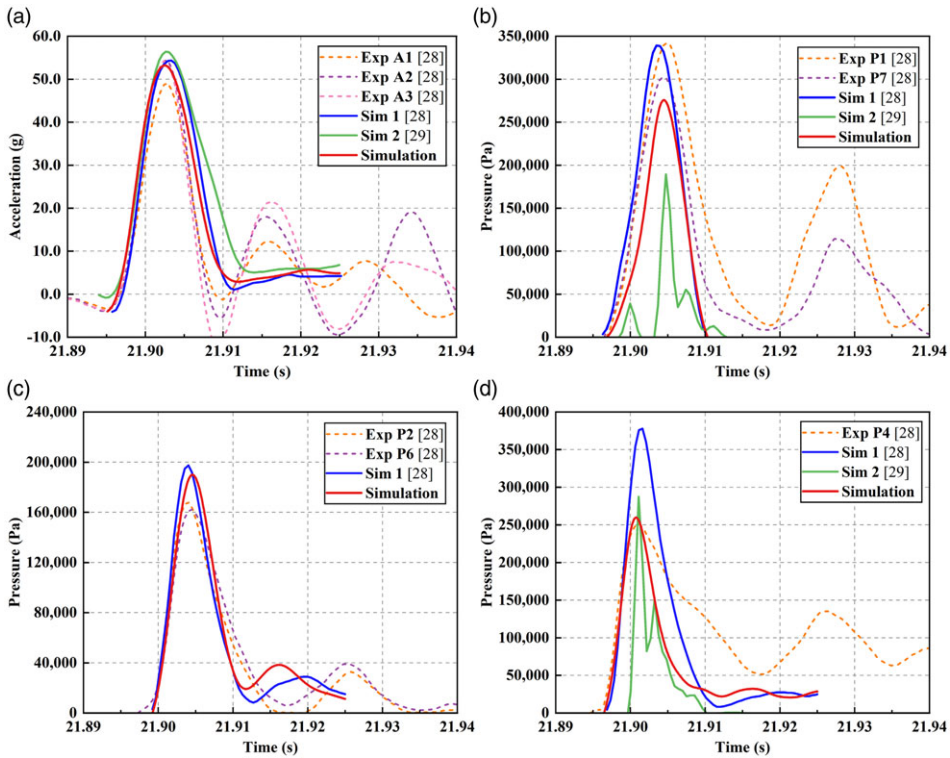 (a)
Acceleration (g)
60.0
50.0
40.0
30.0
20.0
10.0
0.0
-10.0
Exp A1 [28]
Exp A2 [28]
Exp A3 [28]
Sim 1 [28]
Sim 2 [29]
Simulation
21.89 21.90 21.91 21.92 21.93 21.94
Time (s)
(b)
Pressure (Pa)
350,000
300,000
250,000
200,000
150,000
100,000
50,000
0
Exp P1 [28]
Exp P7 [28]
Sim 1 [28]
Sim 2 [29]
Simulation
21.89 21.90 21.91 21.92 21.93 21.94
Time (s)
(c)
Pressure (Pa)
240,000
200,000
160,000
120,000
80,000
40,000
0
Exp P2 [28]
Exp P6 [28]
Sim 1 [28]
Simulation
21.89 21.90 21.91 21.92 21.93 21.94
Time (s)
(d)
Pressure (Pa)
400,000
350,000
300,000
250,000
200,000
150,000
100,000
50,000
0
Exp P4 [28]
Sim 1 [28]
Sim 2 [29]
Simulation
21.89 21.90 21.91 21.92 21.93 21.94
Time (s)